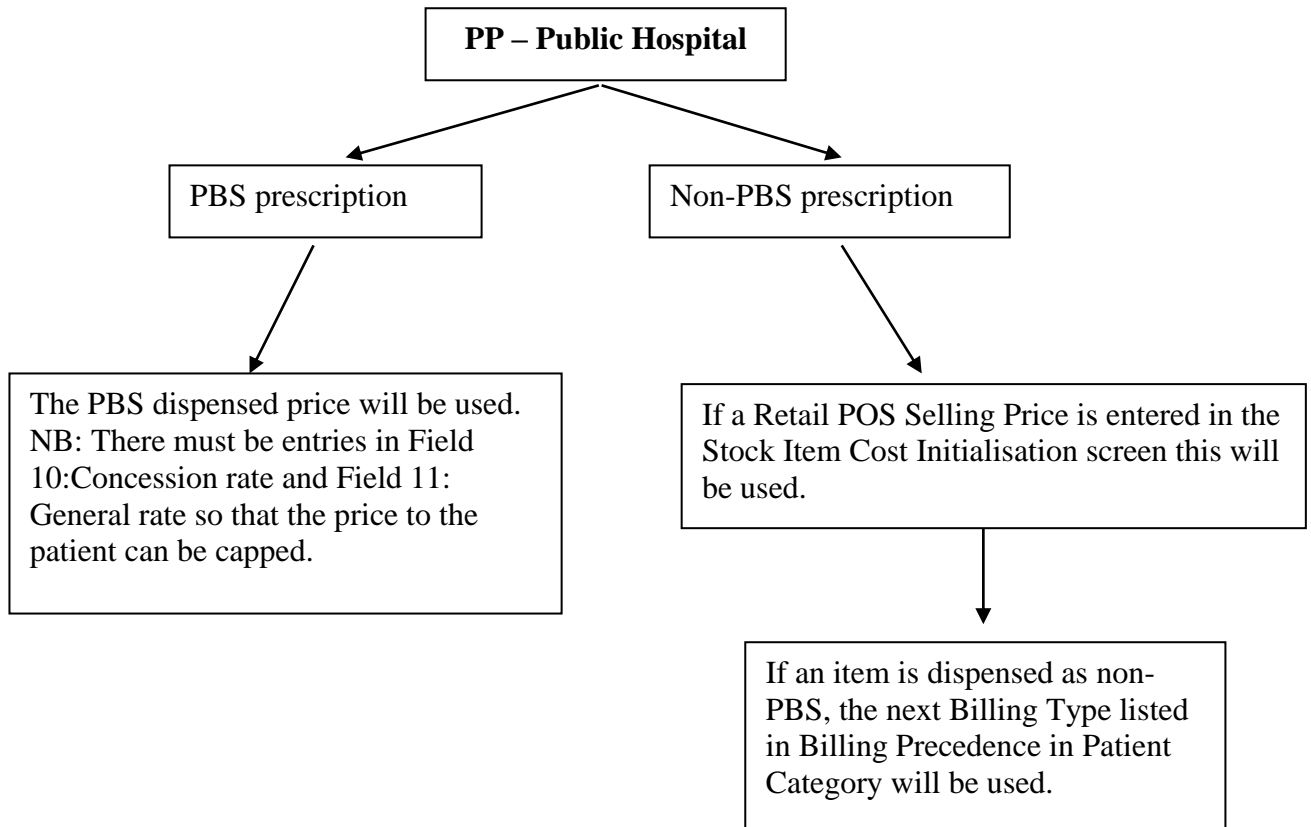 PP – Public Hospital
PBS prescription
Non-PBS prescription
The PBS dispensed price will be used.
NB: There must be entries in Field
10:Concession rate and Field 11:
General rate so that the price to the
patient can be capped.
If a Retail POS Selling Price is entered in the
Stock Item Cost Initialisation screen this will
be used.
If an item is dispensed as non-
PBS, the next Billing Type listed
in Billing Precedence in Patient
Category will be used.